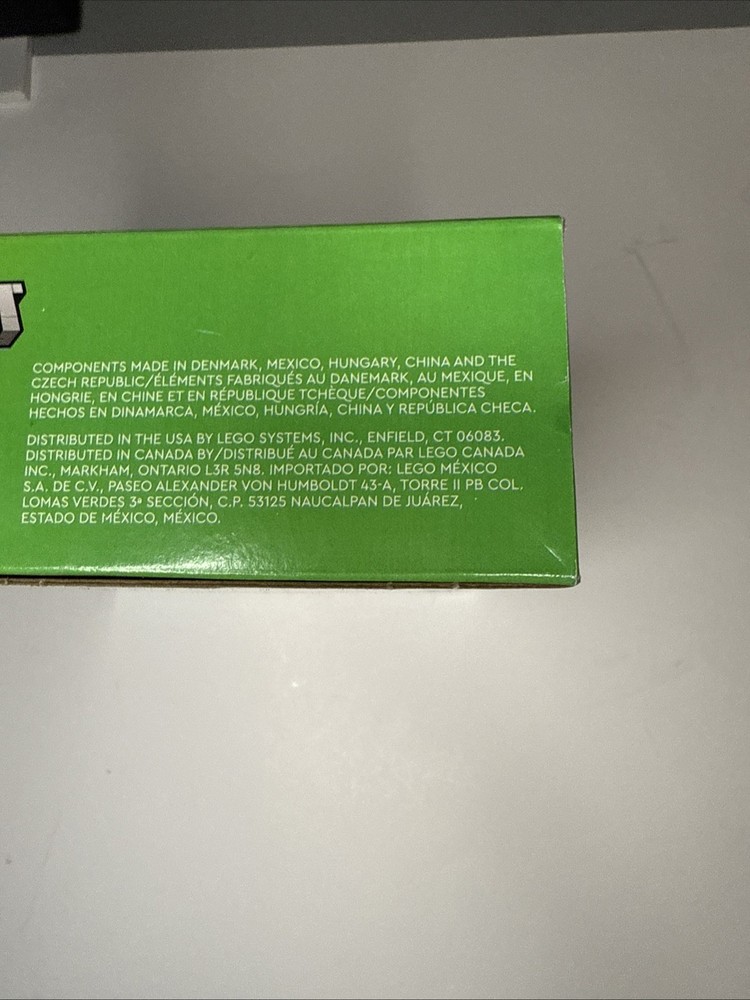 COMPONENTS MADE IN DENMARK, MEXICO, HUNGARY, CHINA AND THE
CZECH REPUBLIC/ÉLÉMENTS FABRIQUÉS AU DANEMARK, AU MEXIQUE, EN
HONGRIE, EN CHINE ET EN RÉPUBLIQUE TCHÈQUE/COMPONENTES
HECHOS EN DINAMARCA, MÉXICO, HUNGRÍA, CHINA Y REPÚBLICA CHECA.
DISTRIBUTED IN THE USA BY LEGO SYSTEMS, INC., ENFIELD, CT 06083.
DISTRIBUTED IN CANADA BY/DISTRIBUÉ AU CANADA PAR LEGO CANADA
INC., MARKHAM, ONTARIO L3R 5N8. IMPORTADO POR: LEGO MÉXICO
S.A. DE C.V., PASEO ALEXANDER VON HUMBOLDT 43-A, TORRE II PB COL.
LOMAS VERDES 3ª SECCIÓN, C.P. 53125 NAUCALPAN DE JUÁREZ,
ESTADO DE MÉXICO, MÉXICO.